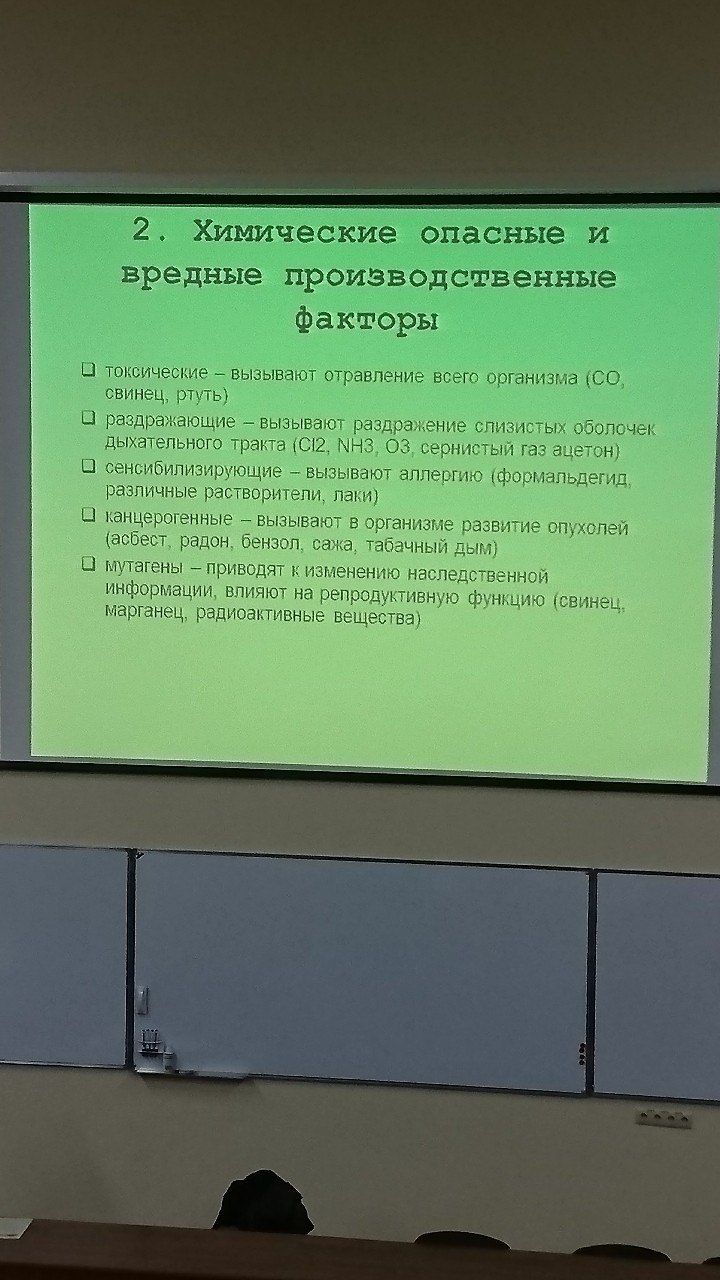 2. Химические опасные и
вредные производственные
факторы
токсические – вызывают отравление всего организма (СО,
свинец, ртуть)
раздражающие – вызывают раздражение слизистых оболочек
дыхательного тракта (Cl2, NH3, O3, сернистый газ ацетон)
сенсибилизирующие – вызывают аллергию (формальдегид,
различные растворители, лаки)
канцерогенные – вызывают в организме развитие опухолей
(асбест, радон, бензол, сажа, табачный дым)
мутагены – приводят к изменению наследственной
информации, влияют на репродуктивную функцию (свинец,
марганец, радиоактивные вещества)